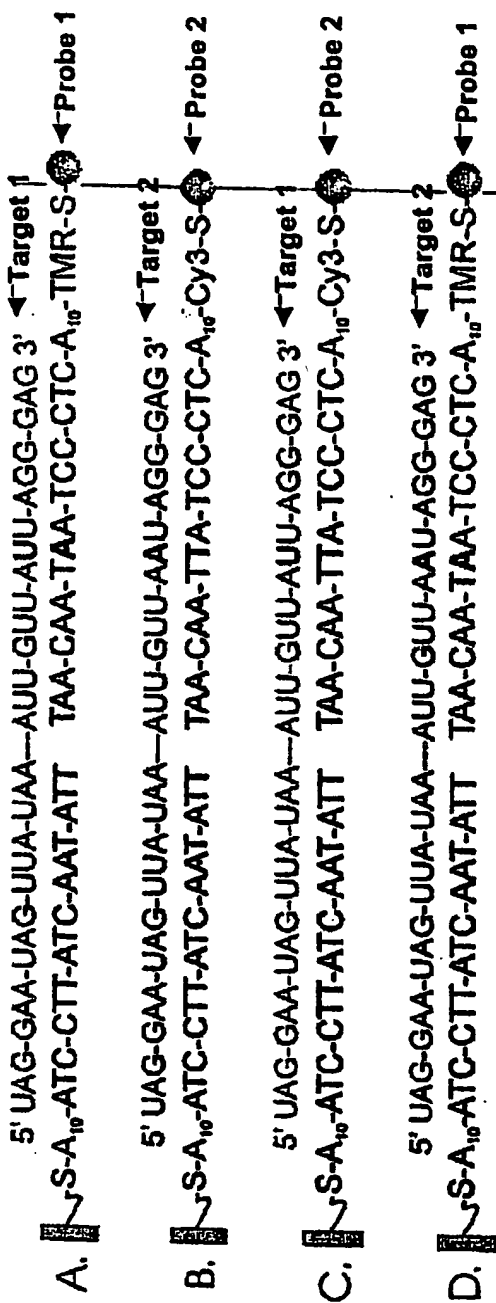 5' UAG-GAA-UAG-UUA-UAA—AUU-GUU-AUU-AGG-GAG 3' Target 1
A. S-A10-ATC-CTT-ATC-AAT-ATT TAA-CAA-TAA-TCC-CTC-A10-TMR-S- Probe 1
5' UAG-GAA-UAG-UUA-UAA—AUU-GUU-AAU-AGG-GAG 3' Target 2
B. S-A10-ATC-CTT-ATC-AAT-ATT TAA-CAA-TTA-TCC-CTC-A10-Cy3-S- Probe 2
5' UAG-GAA-UAG-UUA-UAA—AUU-GUU-AUU-AGG-GAG 3' Target 1
C. S-A10-ATC-CTT-ATC-AAT-ATT TAA-CAA-TTA-TCC-CTC-A10-Cy3-S- Probe 2
5' UAG-GAA-UAG-UUA-UAA—AUU-GUU-AAU-AGG-GAG 3' Target 2
D. S-A10-ATC-CTT-ATC-AAT-ATT TAA-CAA-TAA-TCC-CTC-A10-TMR-S- Probe 1